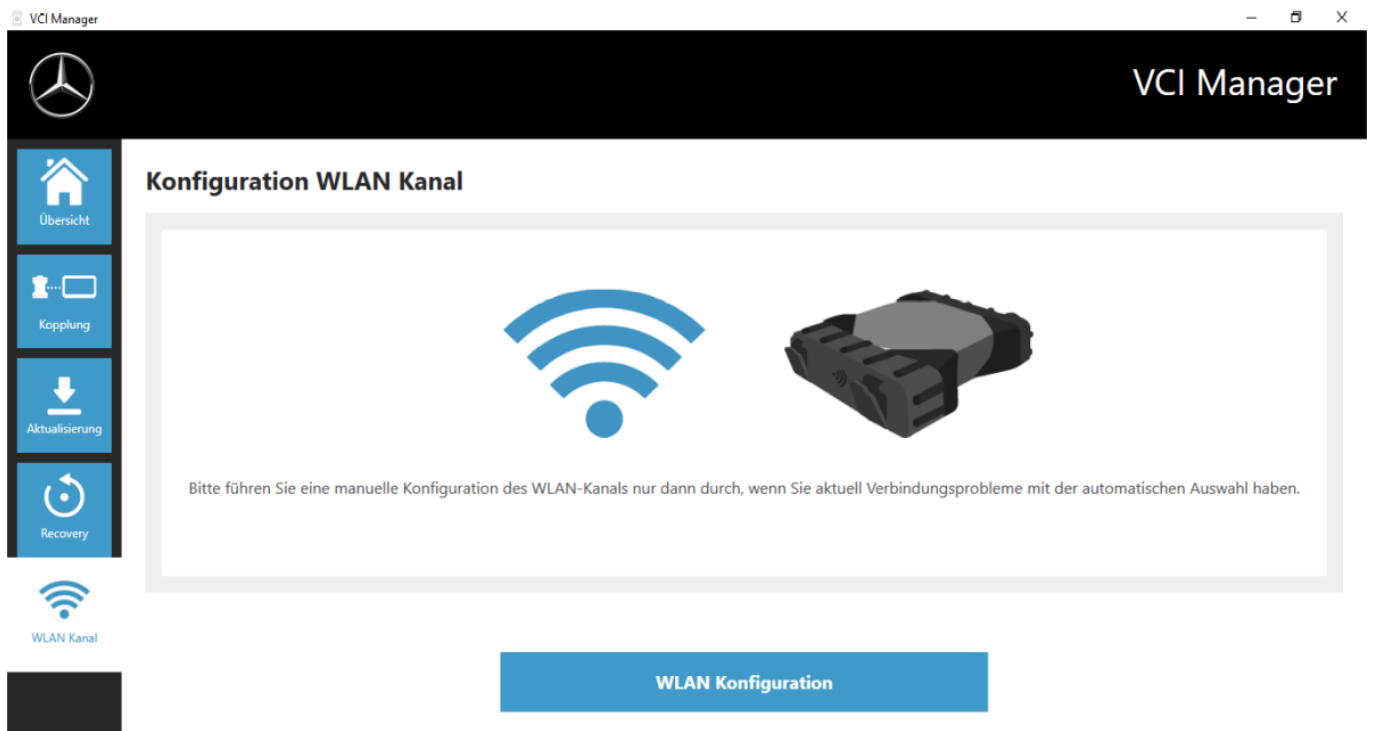 VCI Manager
VCI Manager
Übersicht
Kopplung
Aktualisierung
Recovery
WLAN Kanal
Konfiguration WLAN Kanal
Bitte führen Sie eine manuelle Konfiguration des WLAN-Kanals nur dann durch, wenn Sie aktuell Verbindungsprobleme mit der automatischen Auswahl haben.
WLAN Konfiguration